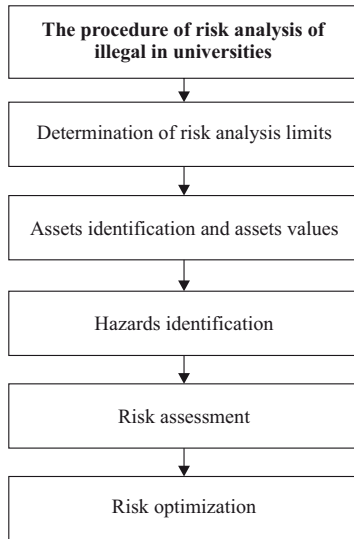 The procedure of risk analysis of
illegal in universities
Determination of risk analysis limits
Assets identification and assets values
Hazards identification
Risk assessment
Risk optimization